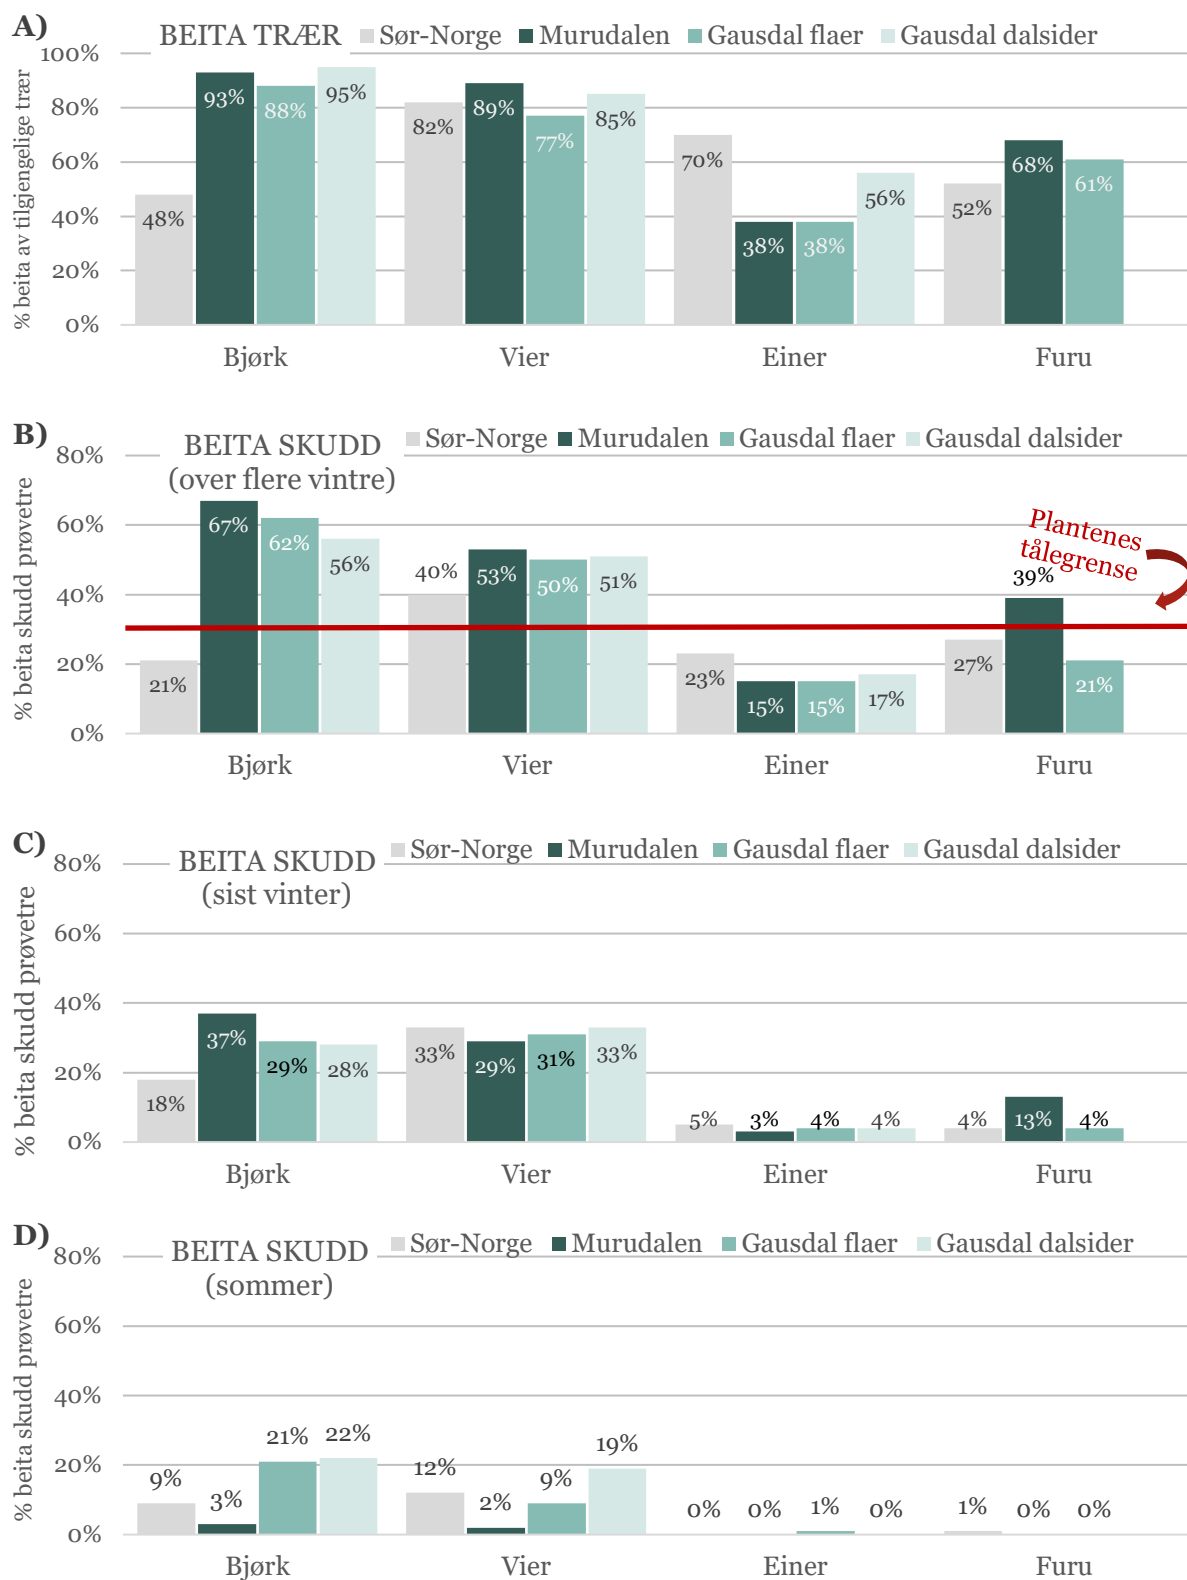 A)
BEITA TRÆR
Sør-Norge Murudalen Gausdal flaer Gausdal dalsider
% beita av tilgjengelige trær
100%
80%
60%
40%
20%
0%
48% 93% 88% 95%
82% 89% 77% 85%
70% 38% 38% 56%
52% 68% 61%
Bjørk Vier Einer Furu
B)
BEITA SKUDD
(over flere vintre)
Sør-Norge Murudalen Gausdal flaer Gausdal dalsider
% beita skudd prøvetre
80%
60%
40%
20%
0%
Plantenes
tålegrense
21% 67% 62% 56%
40% 53% 50% 51%
23% 15% 15% 17%
27% 39% 21%
Bjørk Vier Einer Furu
C)
BEITA SKUDD
(sist vinter)
Sør-Norge Murudalen Gausdal flaer Gausdal dalsider
% beita skudd prøvetre
80%
60%
40%
20%
0%
18% 37% 29% 28%
33% 29% 31% 33%
5% 3% 4% 4%
4% 13% 4%
Bjørk Vier Einer Furu
D)
BEITA SKUDD
(sommer)
Sør-Norge Murudalen Gausdal flaer Gausdal dalsider
% beita skudd prøvetre
80%
60%
40%
20%
0%
9% 3% 21% 22%
12% 2% 9% 19%
0% 0% 1% 0%
1% 0% 0%
Bjørk Vier Einer Furu